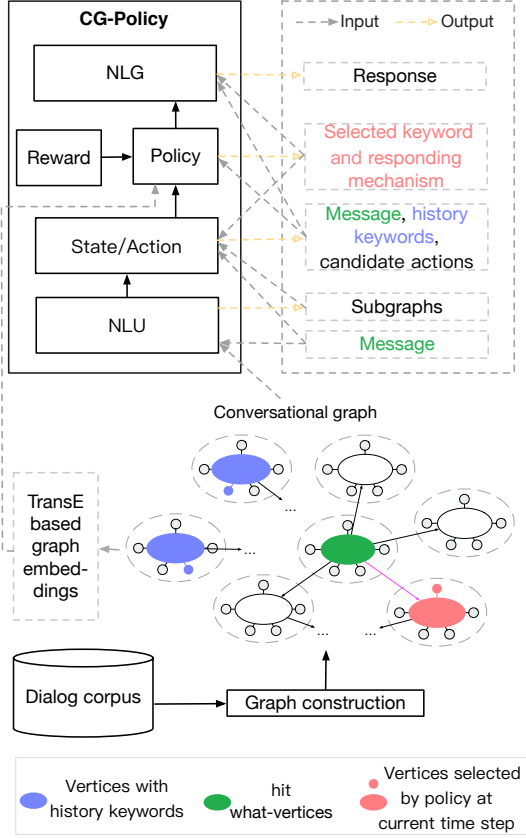 CG-Policy
NLG
Reward
Policy
State/Action
NLU
Input
Output
Response
Selected keyword
and responding
mechanism
Message, history
keywords,
candidate actions
Subgraphs
Message
Conversational graph
TransE
based
graph
embed-
dings
...
...
...
...
Dialog corpus
Graph construction
Vertices with
history keywords
hit
what-vertices
Vertices selected
by policy at
current time step